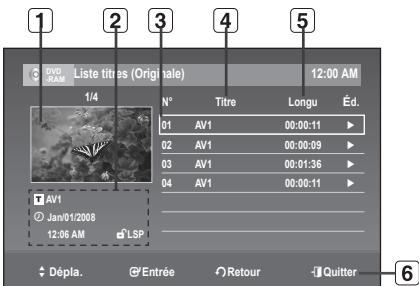 1 2 3 4 5
DVD -RAM Liste titres (Originale) 12:00 AM
1/4
N° Titre Longu Éd.
01 AV1 00:00:11 ►
02 AV1 00:00:09 ►
03 AV1 00:01:36 ►
04 AV1 00:00:11 ►
T AV1
Jan/01/2008
12:06 AM LSP
Dépla. Entrée Retour Quitter
6